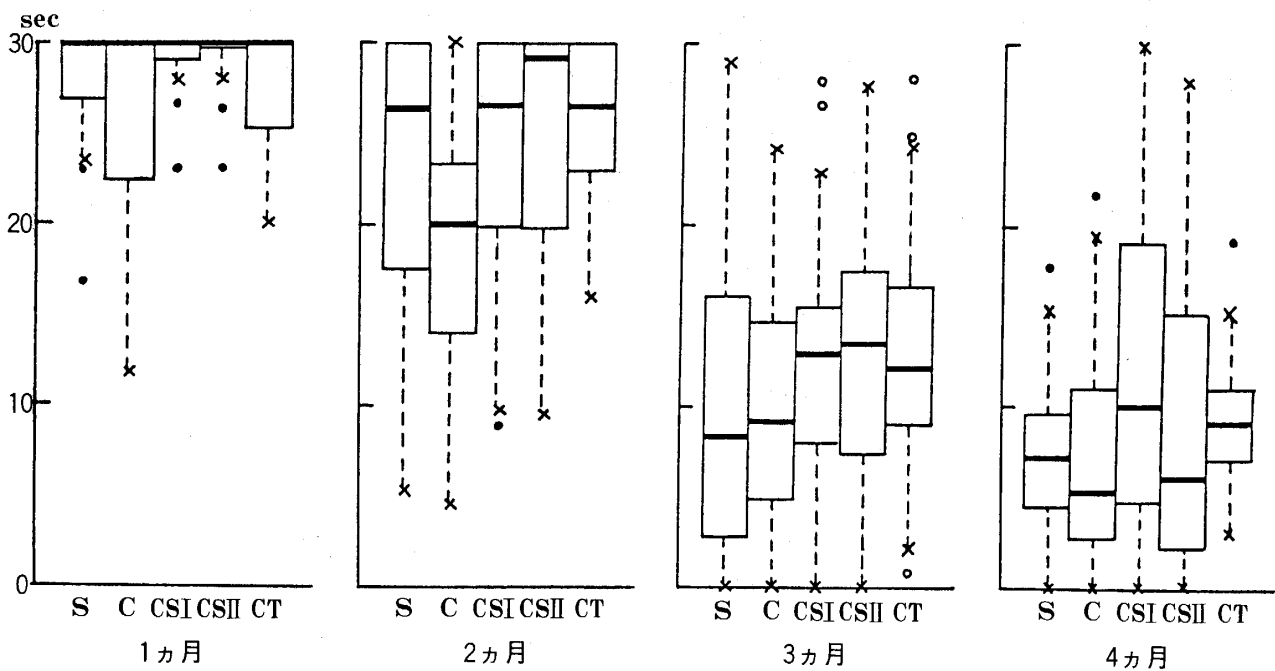 sec
30
20
10
0
S C CSI CSII CT
1ヵ月
S C CSI CSII CT
2ヵ月
S C CSI CSII CT
3ヵ月
S C CSI CSII CT
4ヵ月